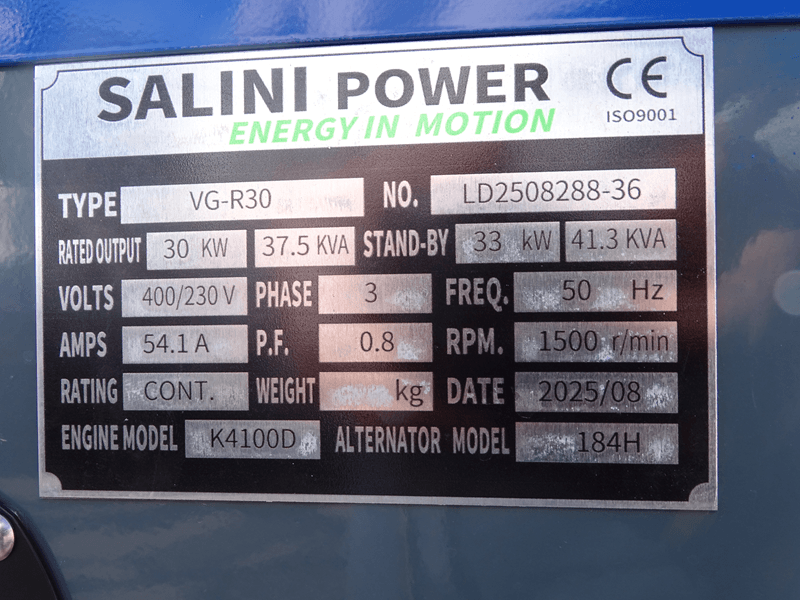 SALINI POWER
ENERGY IN MOTION
CE
ISO9001
TYPE VG-R30 NO. LD2508288-36
RATED OUTPUT 30 KW 37.5 KVA STAND-BY 33 kW 41.3 KVA
VOLTS 400/230 V PHASE 3 FREQ. 50 Hz
AMPS 54.1 A P.F. 0.8 RPM. 1500 r/min
RATING CONT. WEIGHT kg DATE 2025/08
ENGINE MODEL K4100D ALTERNATOR MODEL 184H